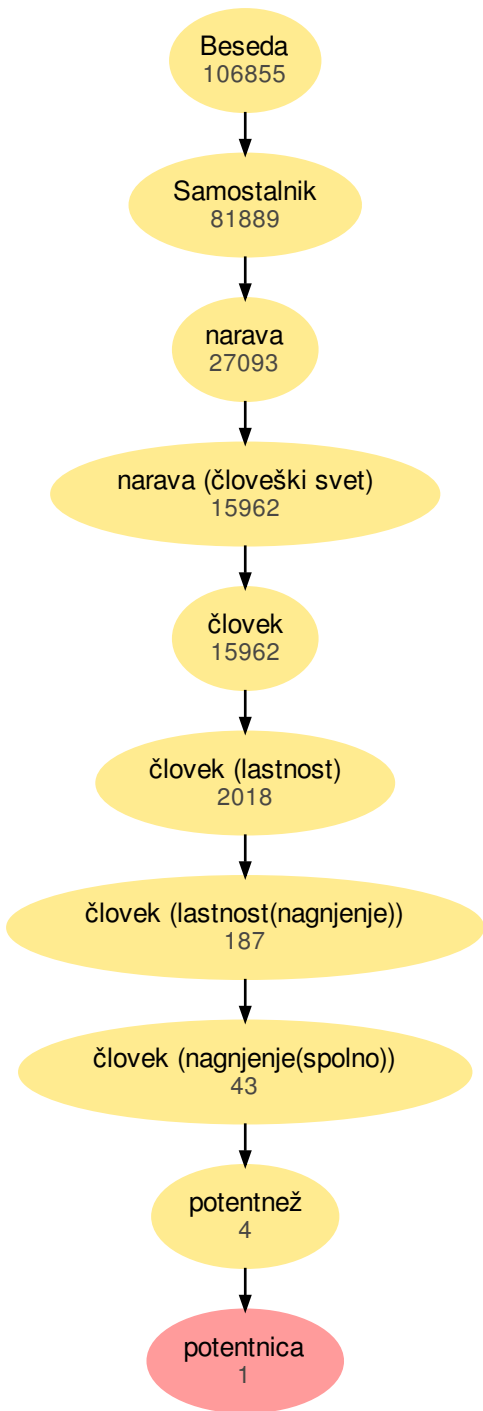 Beseda
106855
Samostalnik
81889
narava
27093
narava (človeški svet)
15962
človek
15962
človek (lastnost)
2018
človek (lastnost(nagnjenje))
187
človek (nagnjenje(spolno))
43
potentnež
4
potentnica
1